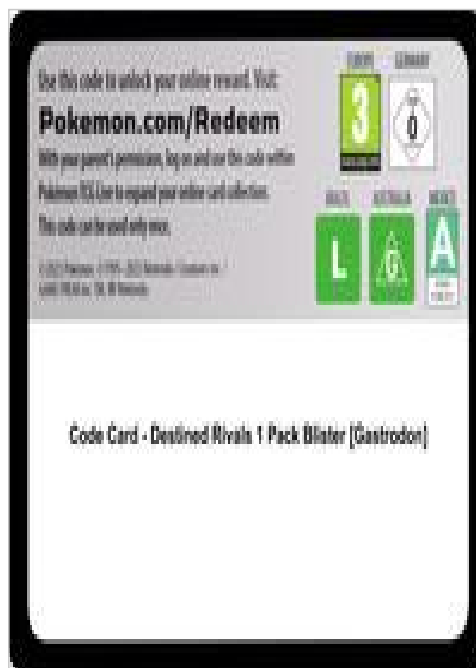 Use this code to unlock your online reward. Visit:
Pokemon.com/Redeem
With your parent's permission, log on and use this code within
Pokémon TCG Live to expand your online card collection.
This code can be used only once.
EUROPE GERMANY
3
0
BRAZIL AUSTRALIA MEXICO
L
G
A
Code Card - Destined Rivals 1 Pack Blister [Gastrodon]